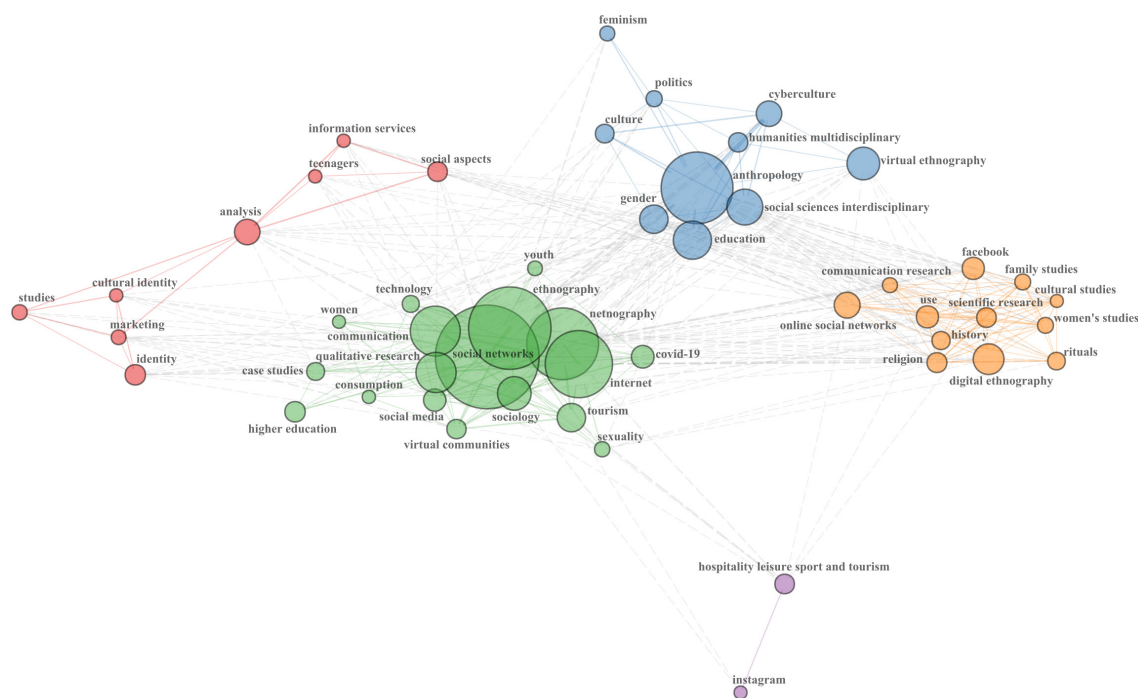 feminism
politics
cyberculture
culture
humanities multidisciplinary
information services
social aspects
virtual ethnography
teenagers
anthropology
gender
social sciences interdisciplinary
analysis
education
youth
facebook
communication research
family studies
cultural identity
technology
ethnography
cultural studies
studies
women
netnography
use
scientific research
marketing
communication
online social networks
women's studies
history
qualitative research
social networks
covid-19
identity
case studies
internet
religion
rituals
consumption
digital ethnography
social media
sociology
tourism
higher education
virtual communities
sexuality
hospitality leisure sport and tourism
instagram